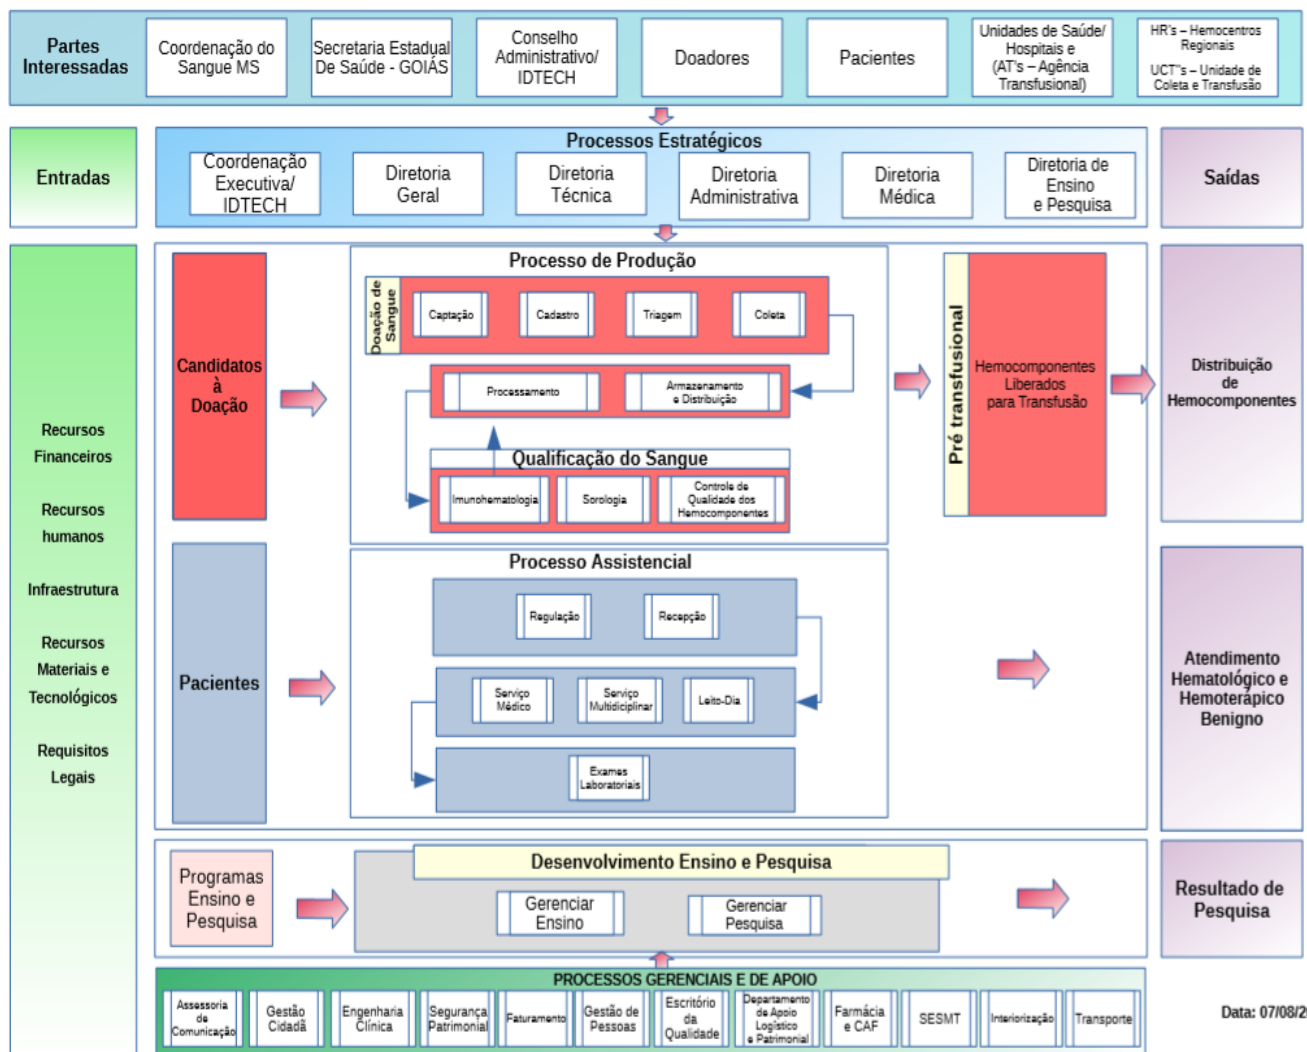 Partes
Interessadas
Coordenação do
Sangue MS
Secretaria Estadual
De Saúde - GOIÁS
Conselho
Administrativo/
IDTECH
Doadores
Pacientes
Unidades de Saúde/
Hospitais e
(AT's – Agência
Transfusional)
HR's – Hemocentros
Regionais
UCT"s – Unidade de
Coleta e Transfusão
Entradas
Processos Estratégicos
Coordenação
Executiva/
IDTECH
Diretoria
Geral
Diretoria
Técnica
Diretoria
Administrativa
Diretoria
Médica
Diretoria de
Ensino
e Pesquisa
Saídas
Recursos
Financeiros
Recursos
humanos
Infraestrutura
Recursos
Materiais e
Tecnológicos
Requisitos
Legais
Candidatos
à
Doação
Processo de Produção
Doação de
Sangue
Captação
Cadastro
Triagem
Coleta
Processamento
Armazenamento
e Distribuição
Qualificação do Sangue
Imunohematologia
Sorologia
Controle de
Qualidade dos
Hemocomponentes
Pré transfusional
Hemocomponentes
Liberados
para Transfusão
Distribuição
de
Hemocomponentes
Pacientes
Processo Assistencial
Regulação
Recepção
Serviço
Médico
Serviço
Multidiciplinar
Leito-Dia
Exames
Laboratoriais
Atendimento
Hematológico e
Hemoterápico
Benigno
Programas
Ensino e
Pesquisa
Desenvolvimento Ensino e Pesquisa
Gerenciar
Ensino
Gerenciar
Pesquisa
Resultado de
Pesquisa
PROCESSOS GERENCIAIS E DE APOIO
Assessoria
de
Comunicação
Gestão
Cidadã
Engenharia
Clínica
Segurança
Patrimonial
Faturamento
Gestão de
Pessoas
Escritório
da
Qualidade
Departamento
de Apoio
Logístico
e Patrimonial
Farmácia
e CAF
SESMT
Interiorização
Transporte
Data: 07/08/2